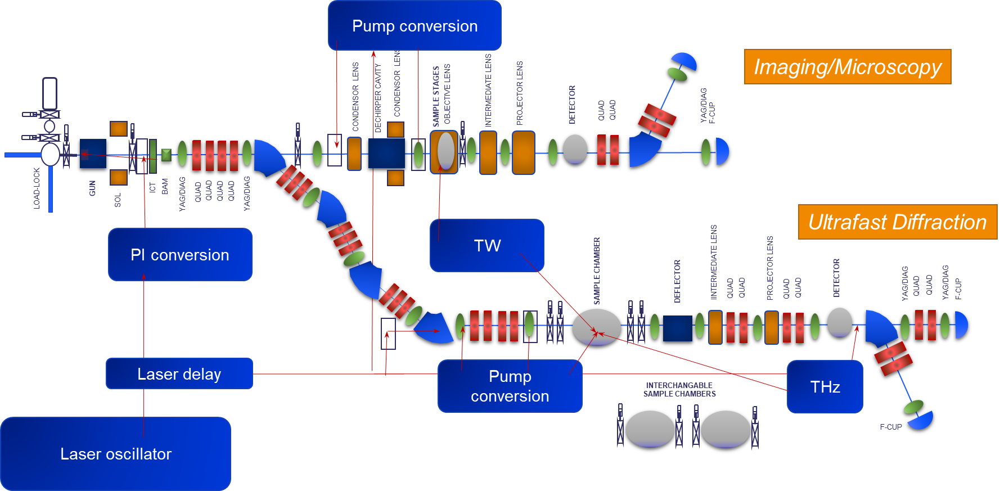 Pump conversion
Imaging/Microscopy
LOAD-LOCK
GUN
SOL
ICT
BAM
YAG/DIAG
QUAD
QUAD
QUAD
QUAD
YAG/DIAG
CONDENSOR LENS
DECHIRPER CAVITY
CONDENSOR LENS
SAMPLE STAGES
OBJECTIVE LENS
INTERMEDIATE LENS
PROJECTOR LENS
DETECTOR
QUAD
QUAD
YAG/DIAG
F-CUP
Ultrafast Diffraction
PI conversion
TW
SAMPLE CHAMBER
DEFLECTOR
INTERMEDIATE LENS
QUAD
QUAD
PROJECTOR LENS
QUAD
QUAD
DETECTOR
YAG/DIAG
QUAD
QUAD
YAG/DIAG
F-CUP
Laser delay
Pump
conversion
THz
INTERCHANGABLE
SAMPLE CHAMBERS
F-CUP
Laser oscillator